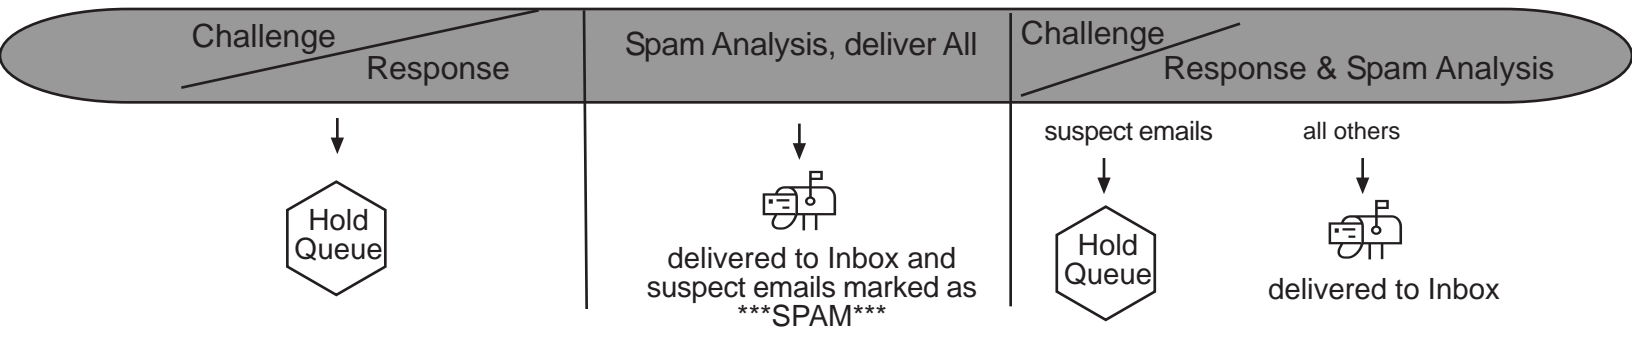 Challenge
Response
Hold
Queue
Spam Analysis, deliver All
delivered to Inbox and
suspect emails marked as
***SPAM***
Challenge
Response & Spam Analysis
suspect emails
Hold
Queue
all others
delivered to Inbox